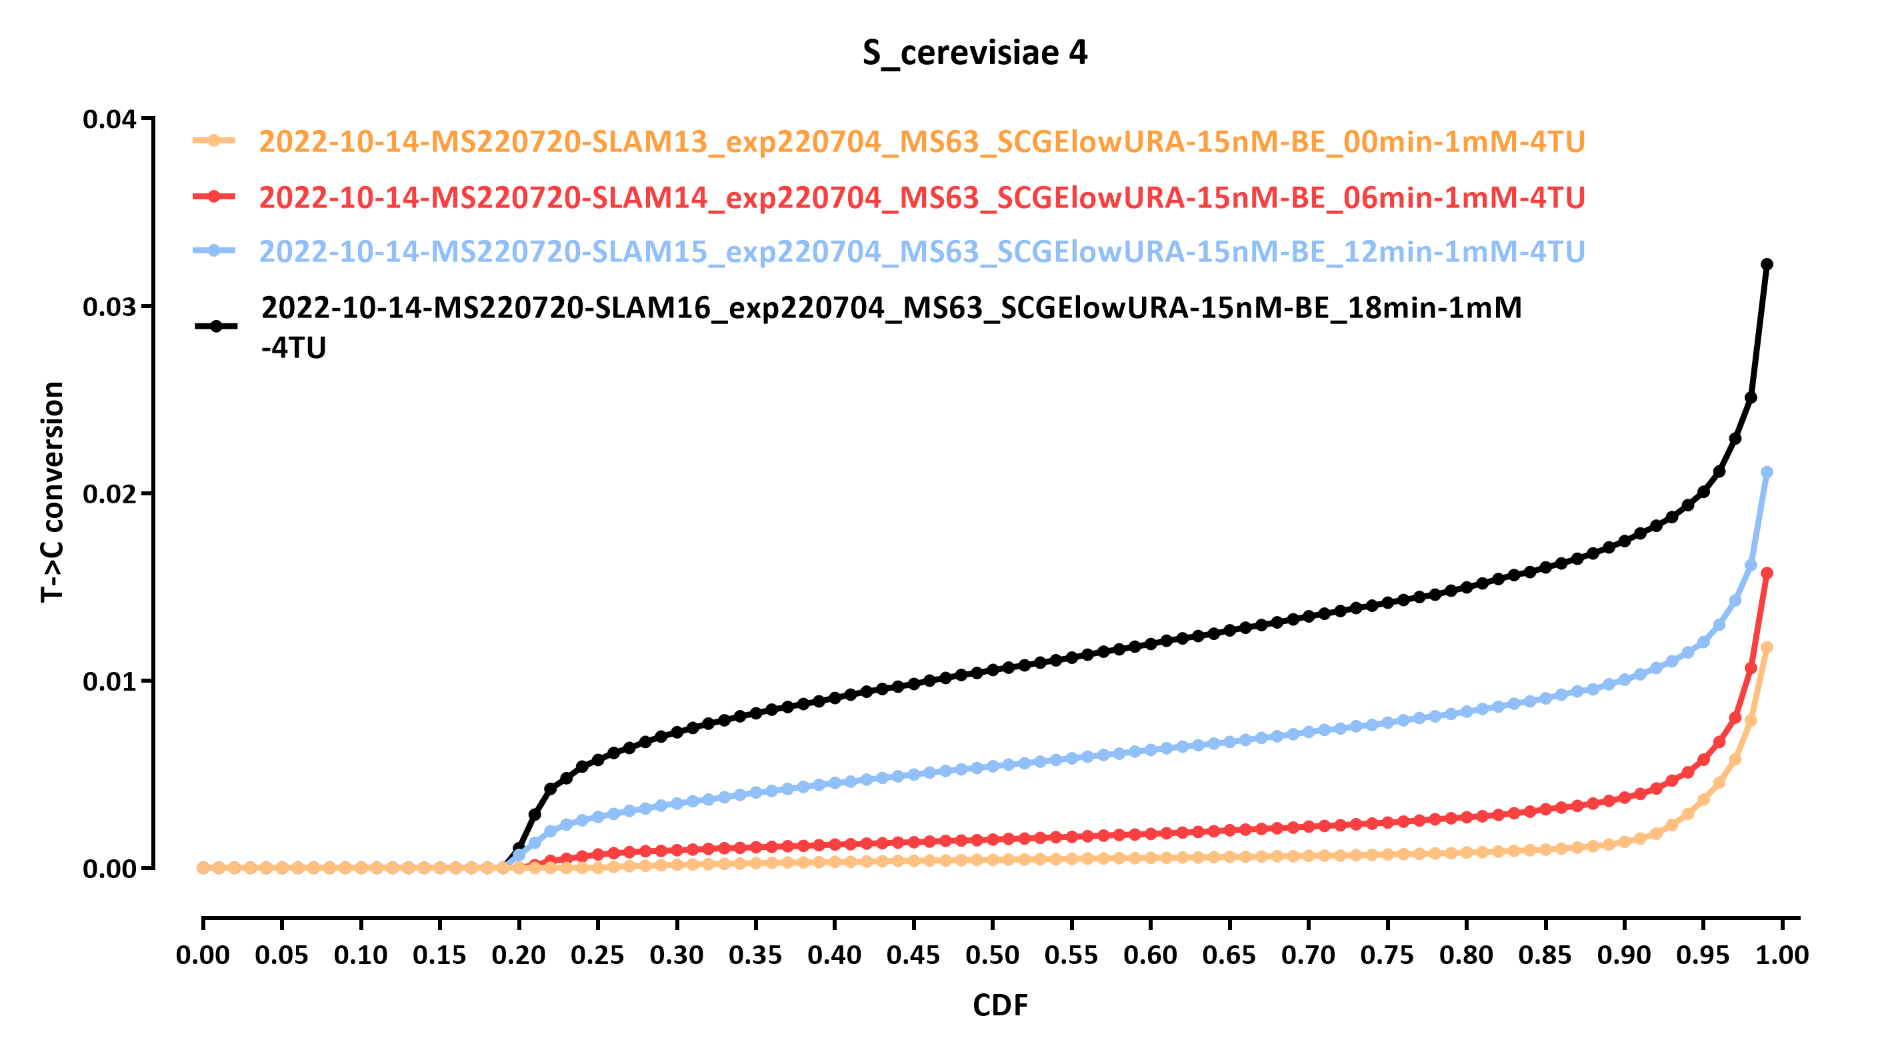 S_cerevisiae 4
0.04
2022-10-14-MS220720-SLAM13_exp220704_MS63_SCGElowURA-15nM-BE_00min-1mM-4TU
2022-10-14-MS220720-SLAM14_exp220704_MS63_SCGElowURA-15nM-BE_06min-1mM-4TU
2022-10-14-MS220720-SLAM15_exp220704_MS63_SCGElowURA-15nM-BE_12min-1mM-4TU
2022-10-14-MS220720-SLAM16_exp220704_MS63_SCGElowURA-15nM-BE_18min-1mM
-4TU
0.03
0.02
0.01
0.00
T->C conversion
0.00 0.05 0.10 0.15 0.20 0.25 0.30 0.35 0.40 0.45 0.50 0.55 0.60 0.65 0.70 0.75 0.80 0.85 0.90 0.95 1.00
CDF